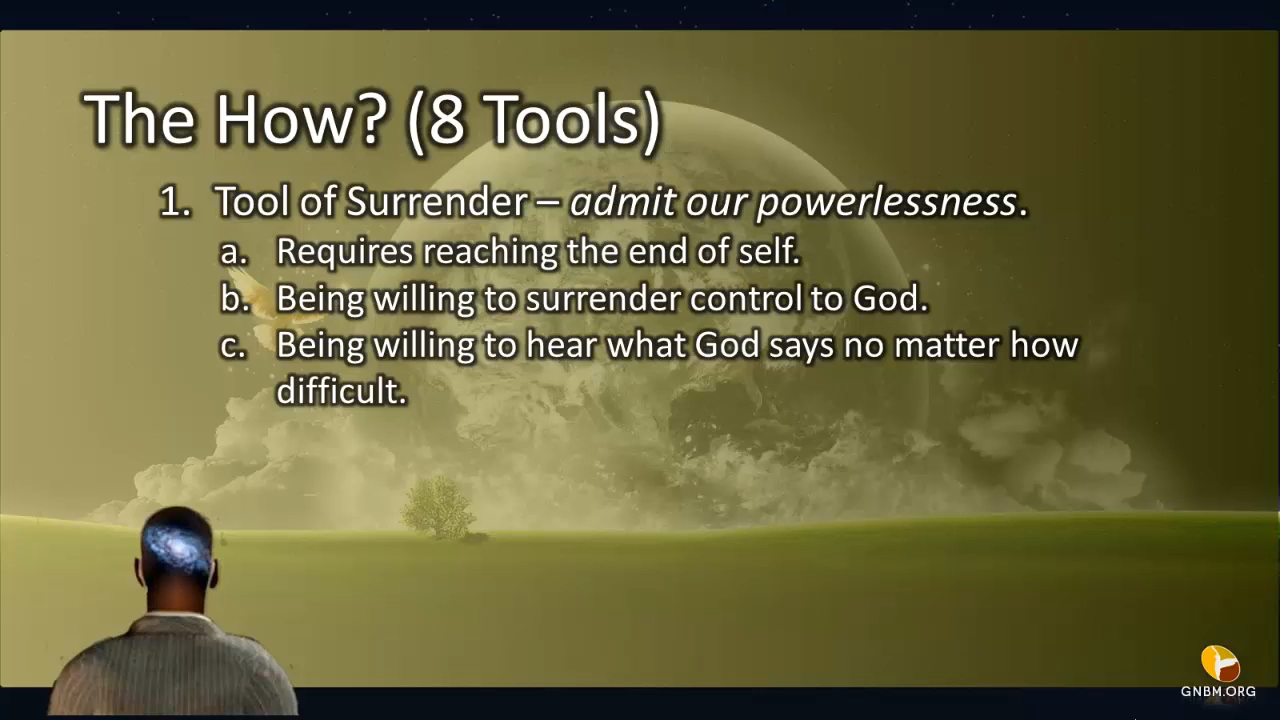 The How? (8 Tools)
1. Tool of Surrender – admit our powerlessness.
a. Requires reaching the end of self.
b. Being willing to surrender control to God.
c. Being willing to hear what God says no matter how
difficult.
GNBM.ORG